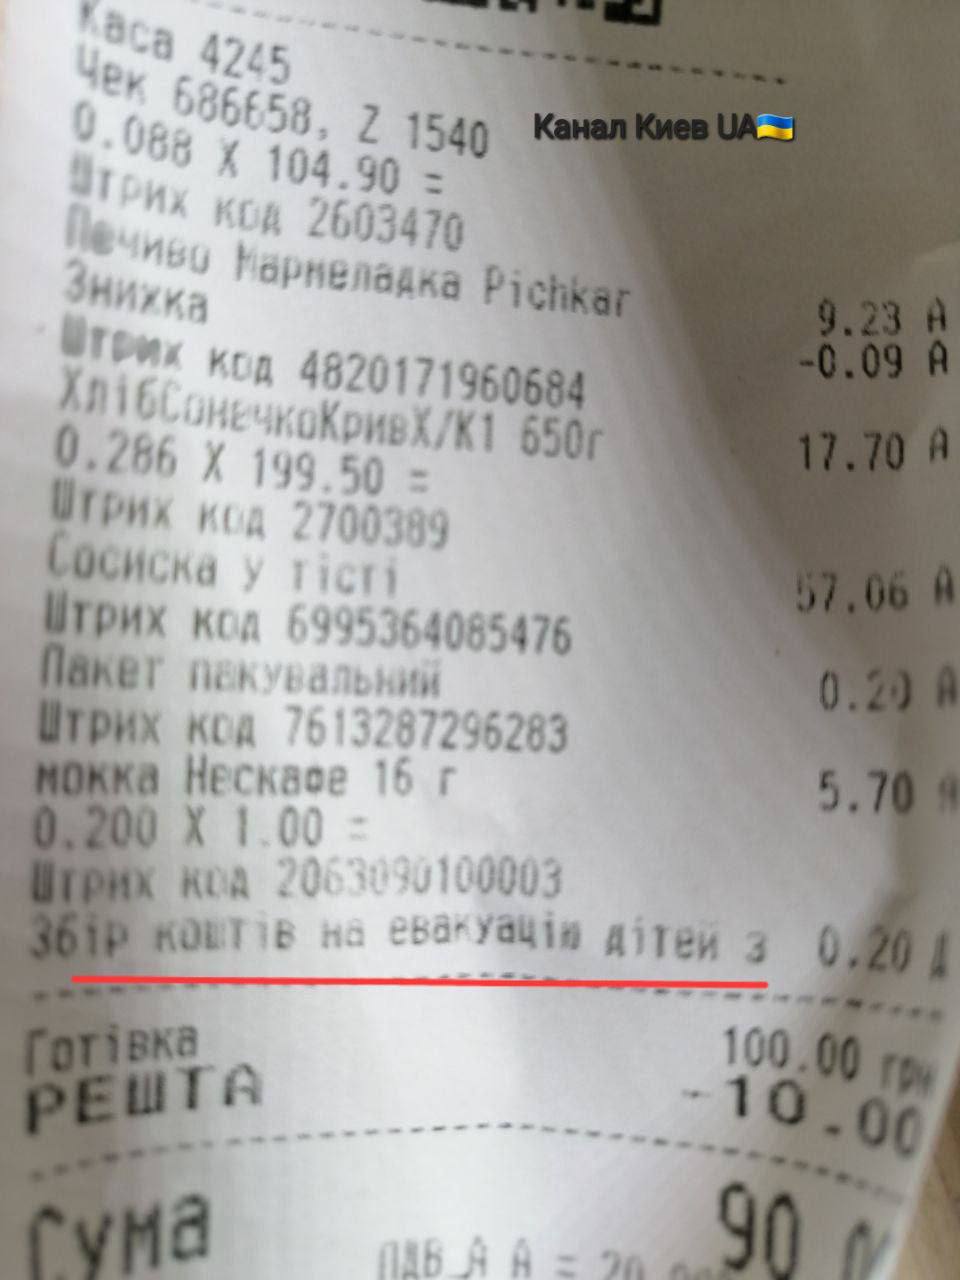 Каса 4245
Чек 686658, Z 1540
Канал Киев UA
0.088 X 104.90 =
Штрих код 2603470
Печиво Мармеладка Pichkar 9.23 А
Знижка -0.09 А
Штрих код 4820171960684
ХлібСонечкоКривХ/К1 650г 17.70 А
0.286 X 199.50 =
Штрих код 2700389
Сосиска у тісті 57.06 А
Штрих код 6995364085476
Пакет пакувальний 0.20 А
Штрих код 7613287296283
мокка Нескафе 16 г 5.70 А
0.200 X 1.00 =
Штрих код 2063090100003
Збір коштів на евакуацію дітей з 0.20 Д
Готівка 100.00 грн
РЕШТА -10.00
Сума 90
ПДВ_А А = 20